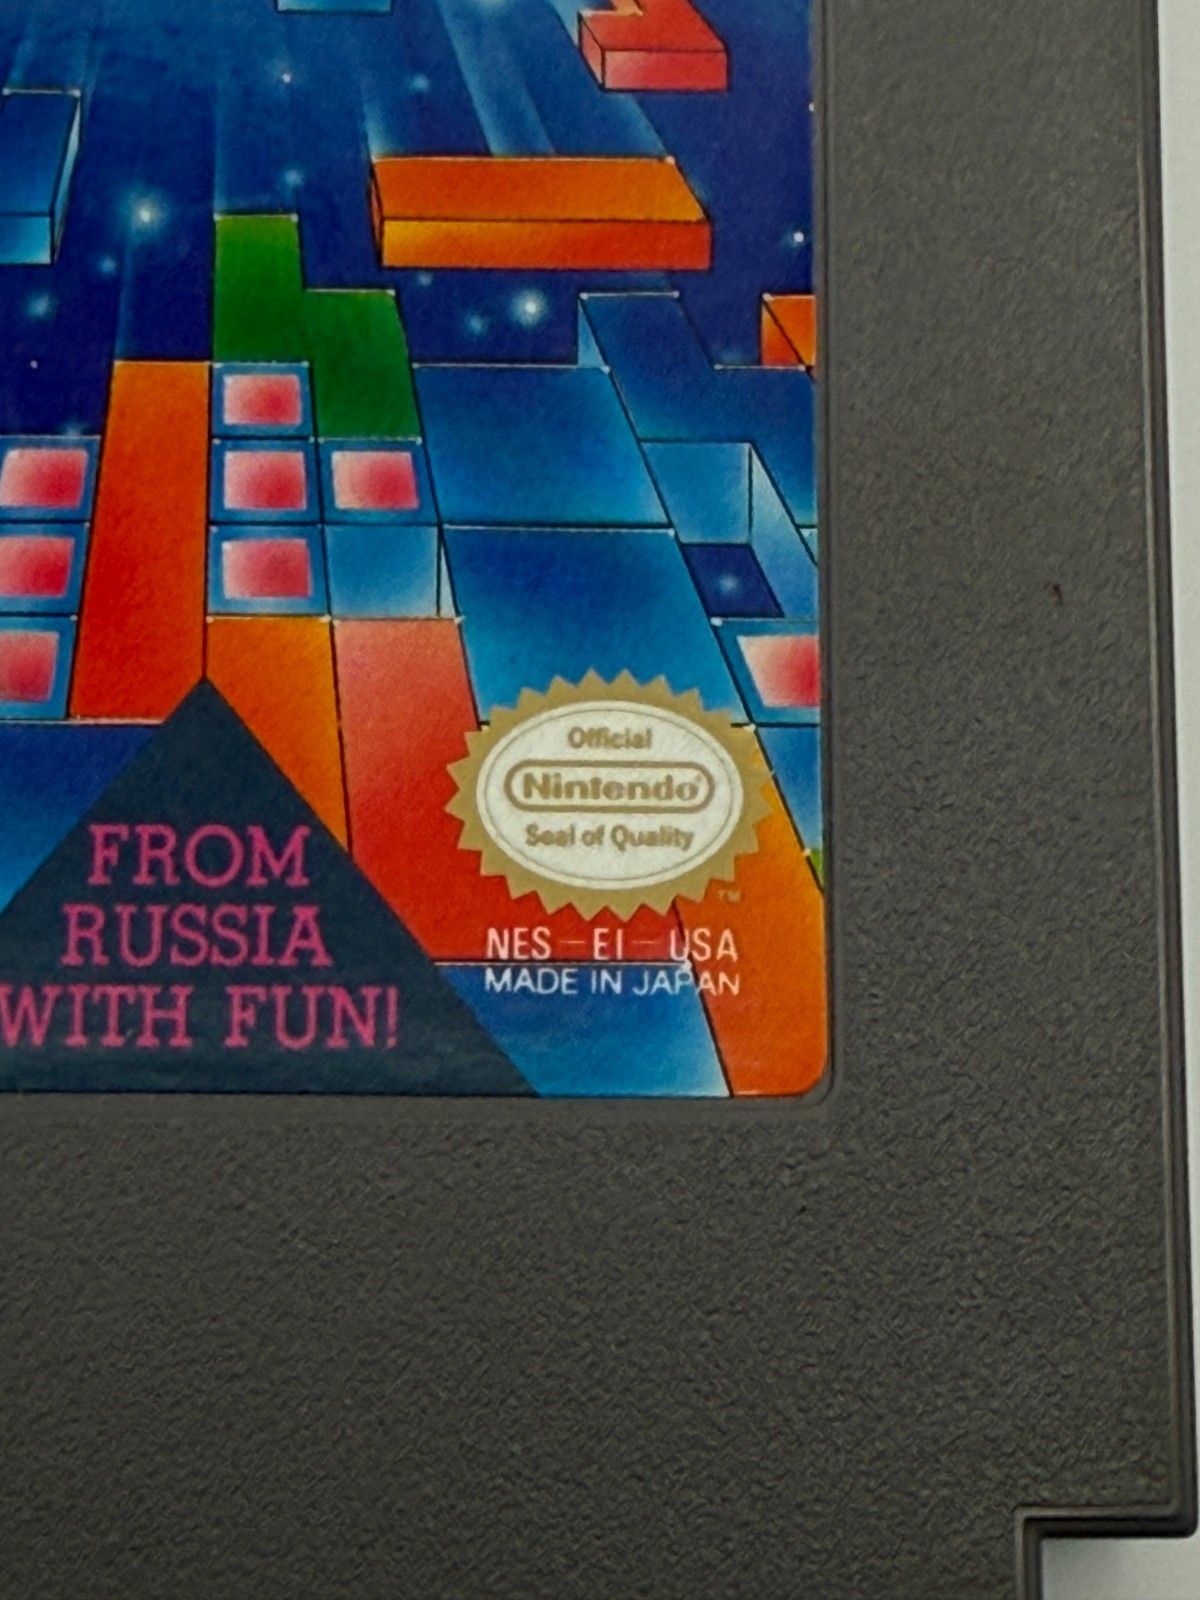 Official
Nintendo®
Seal of Quality
TM
FROM
RUSSIA
WITH FUN!
NES-EI-USA
MADE IN JAPAN